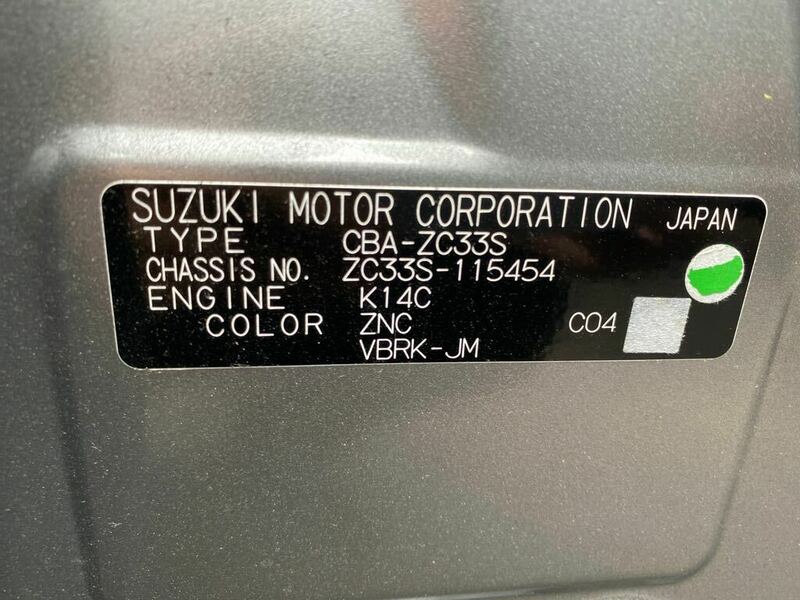 SUZUKI MOTOR CORPORATION JAPAN
TYPE CBA-ZC33S
CHASSIS NO. ZC33S-115454
ENGINE K14C
COLOR ZNC C04
VBRK-JM